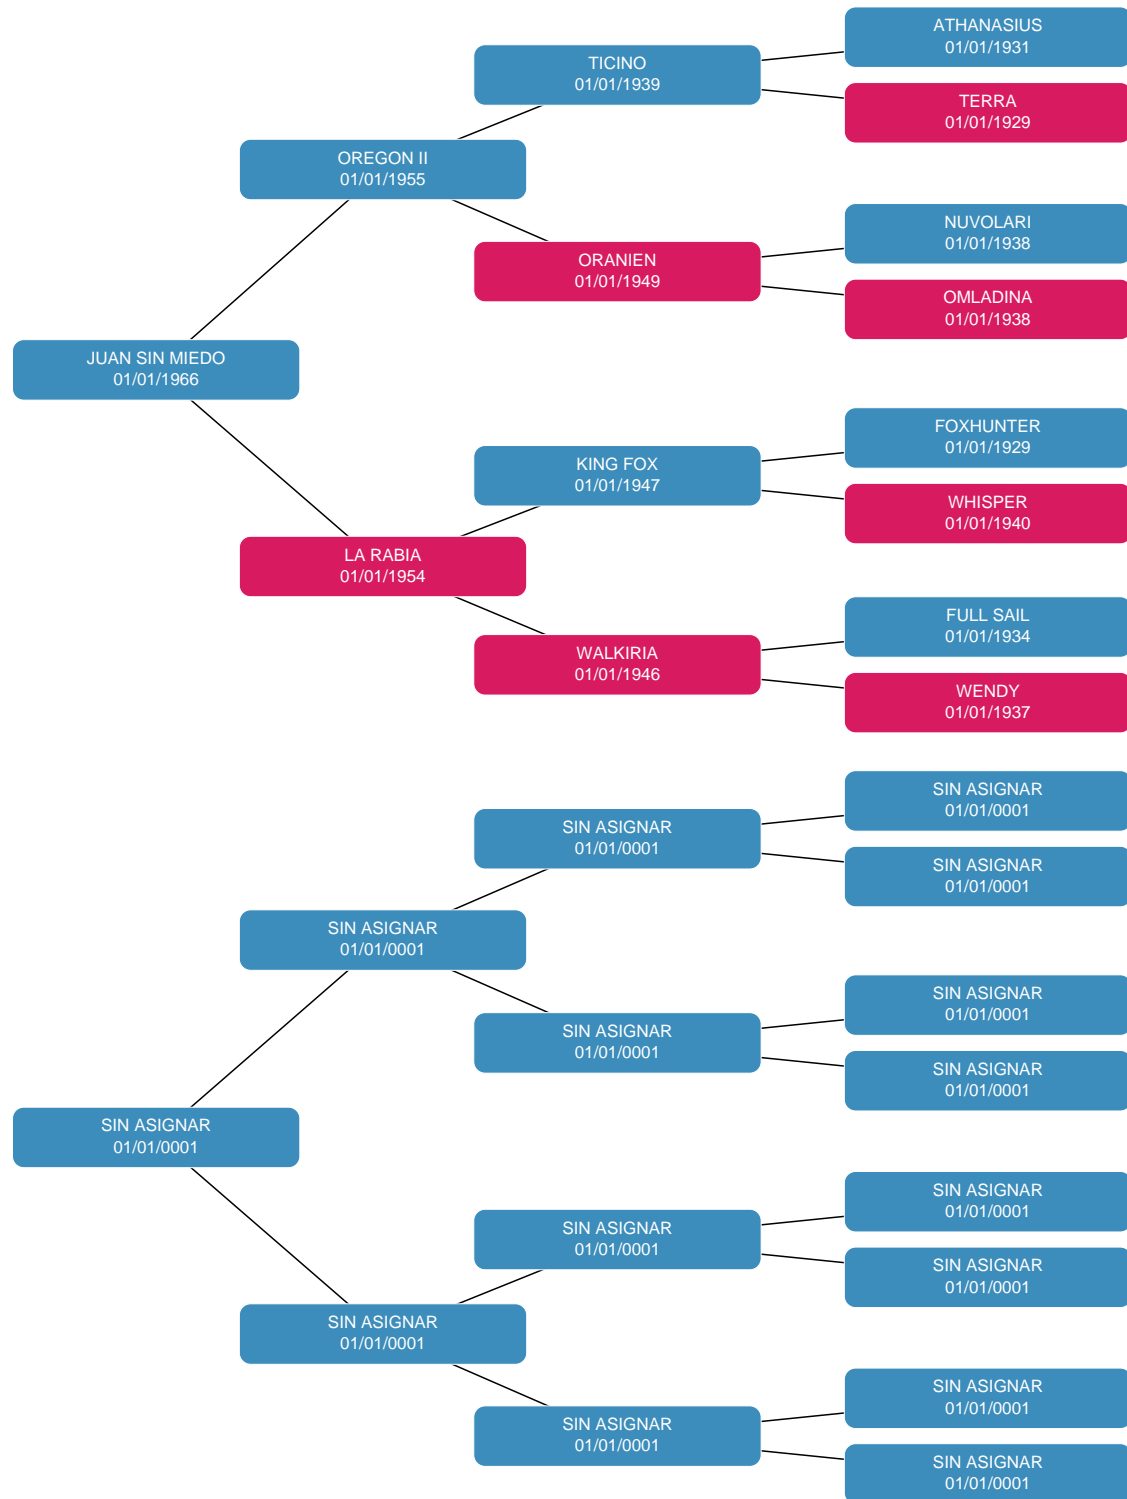 ATHANASIUS
01/01/1931
TICINO
01/01/1939
TERRA
01/01/1929
OREGON II
01/01/1955
NUVOLARI
01/01/1938
ORANIEN
01/01/1949
OMLADINA
01/01/1938
JUAN SIN MIEDO
01/01/1966
FOXHUNTER
01/01/1929
KING FOX
01/01/1947
WHISPER
01/01/1940
LA RABIA
01/01/1954
FULL SAIL
01/01/1934
WALKIRIA
01/01/1946
WENDY
01/01/1937
SIN ASIGNAR
01/01/0001
SIN ASIGNAR
01/01/0001
SIN ASIGNAR
01/01/0001
SIN ASIGNAR
01/01/0001
SIN ASIGNAR
01/01/0001
SIN ASIGNAR
01/01/0001
SIN ASIGNAR
01/01/0001
SIN ASIGNAR
01/01/0001
SIN ASIGNAR
01/01/0001
SIN ASIGNAR
01/01/0001
SIN ASIGNAR
01/01/0001
SIN ASIGNAR
01/01/0001
SIN ASIGNAR
01/01/0001
SIN ASIGNAR
01/01/0001
SIN ASIGNAR
01/01/0001